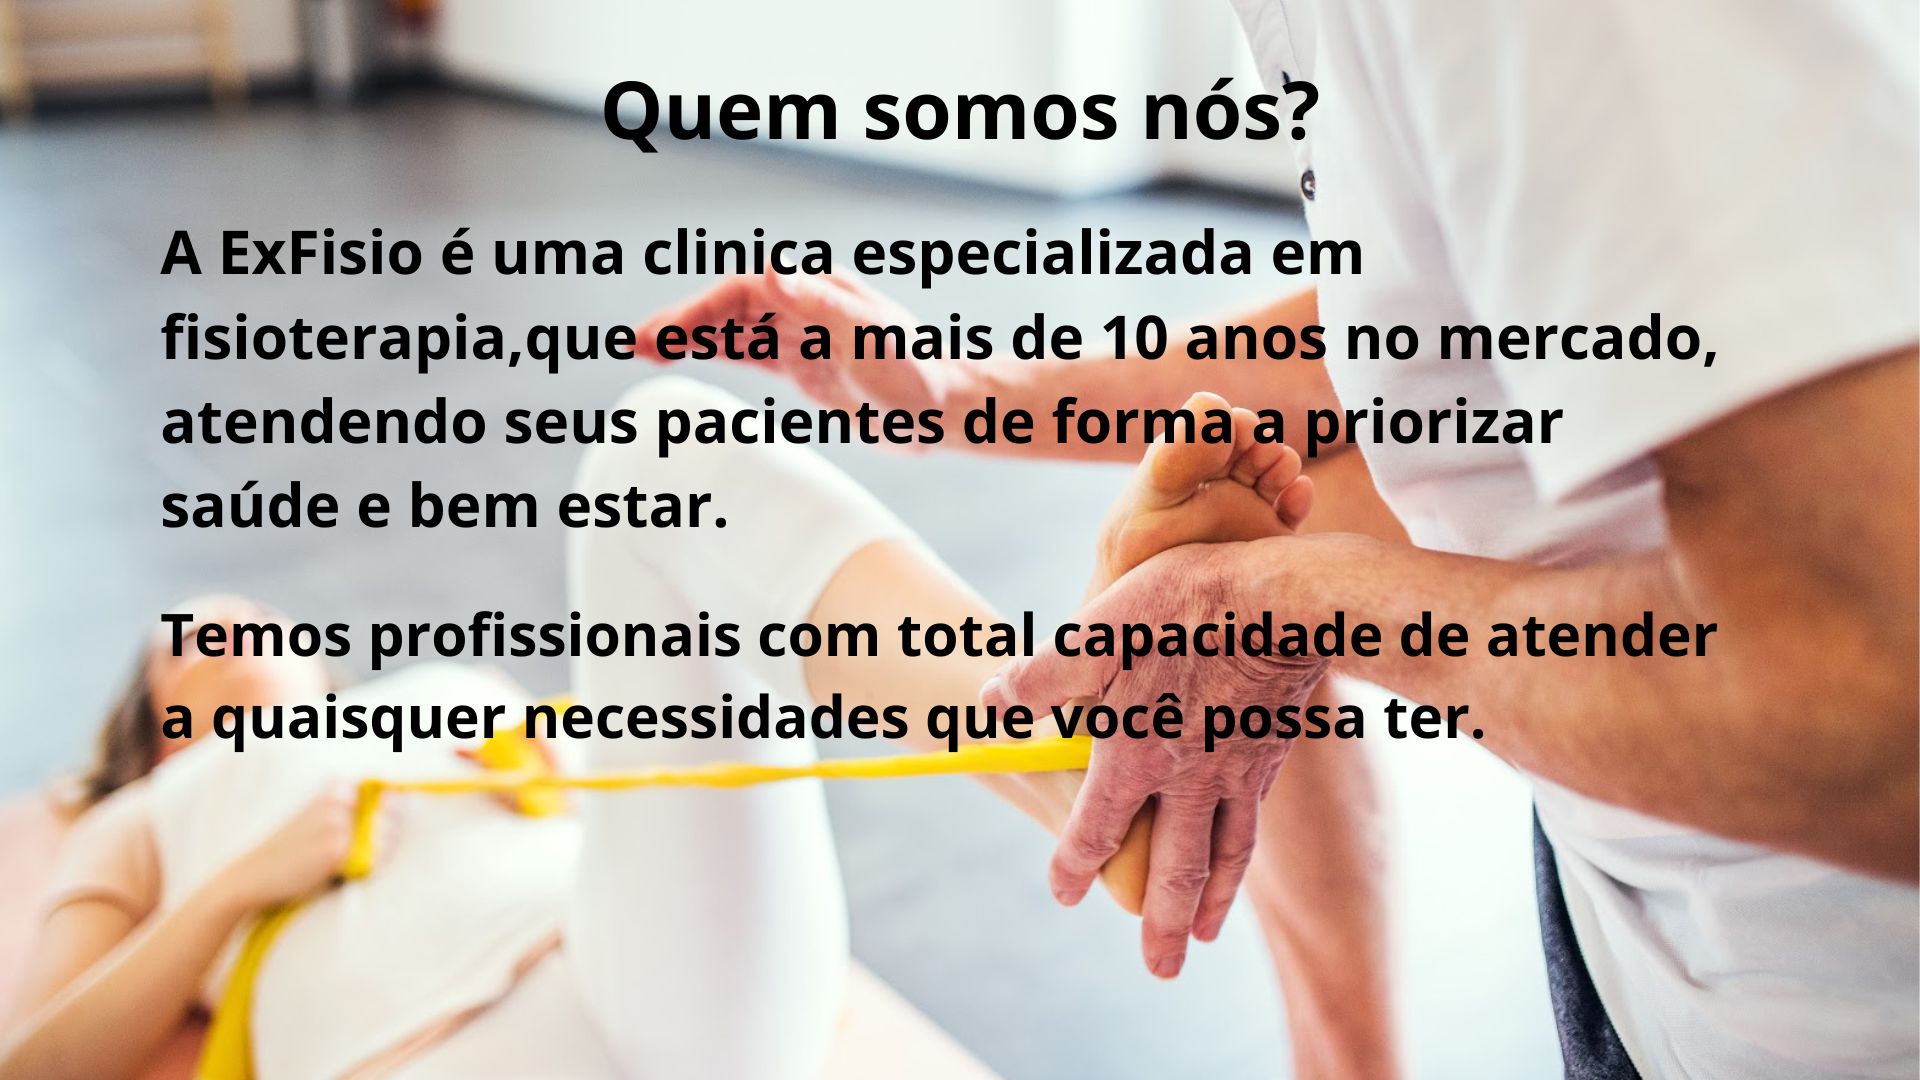 Quem somos nós?
A ExFisio é uma clinica especializada em
fisioterapia,que está a mais de 10 anos no mercado,
atendendo seus pacientes de forma a priorizar
saúde e bem estar.
Temos profissionais com total capacidade de atender
a quaisquer necessidades que você possa ter.